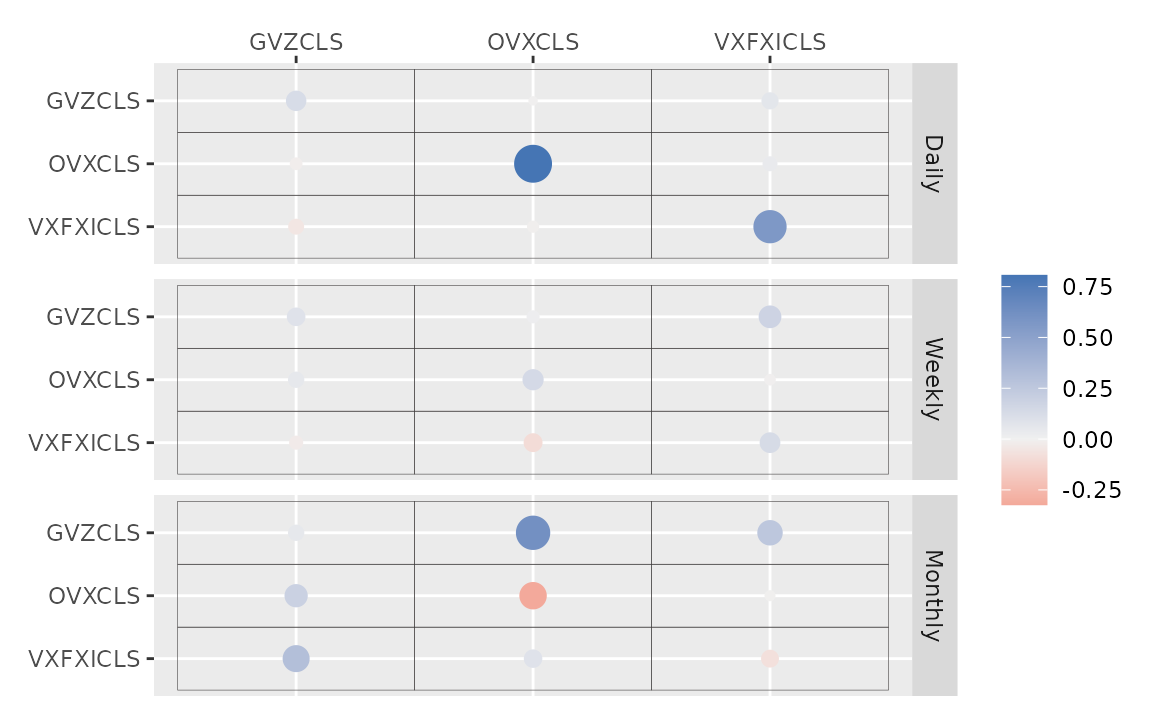 GVZCLS OVXCLS VXFXICLS
GVZCLS
OVXCLS
VXFXICLS
Daily
GVZCLS
OVXCLS
VXFXICLS
Weekly
GVZCLS
OVXCLS
VXFXICLS
Monthly
0.75
0.50
0.25
0.00
-0.25